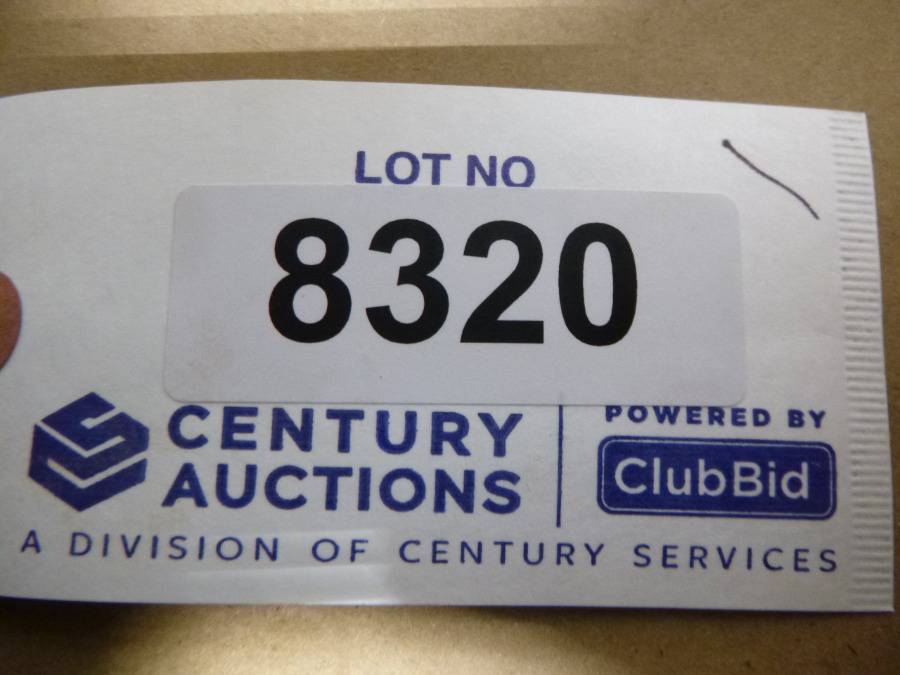 LOT NO
8320
CENTURY
AUCTIONS
POWERED BY
ClubBid
A DIVISION OF CENTURY SERVICES